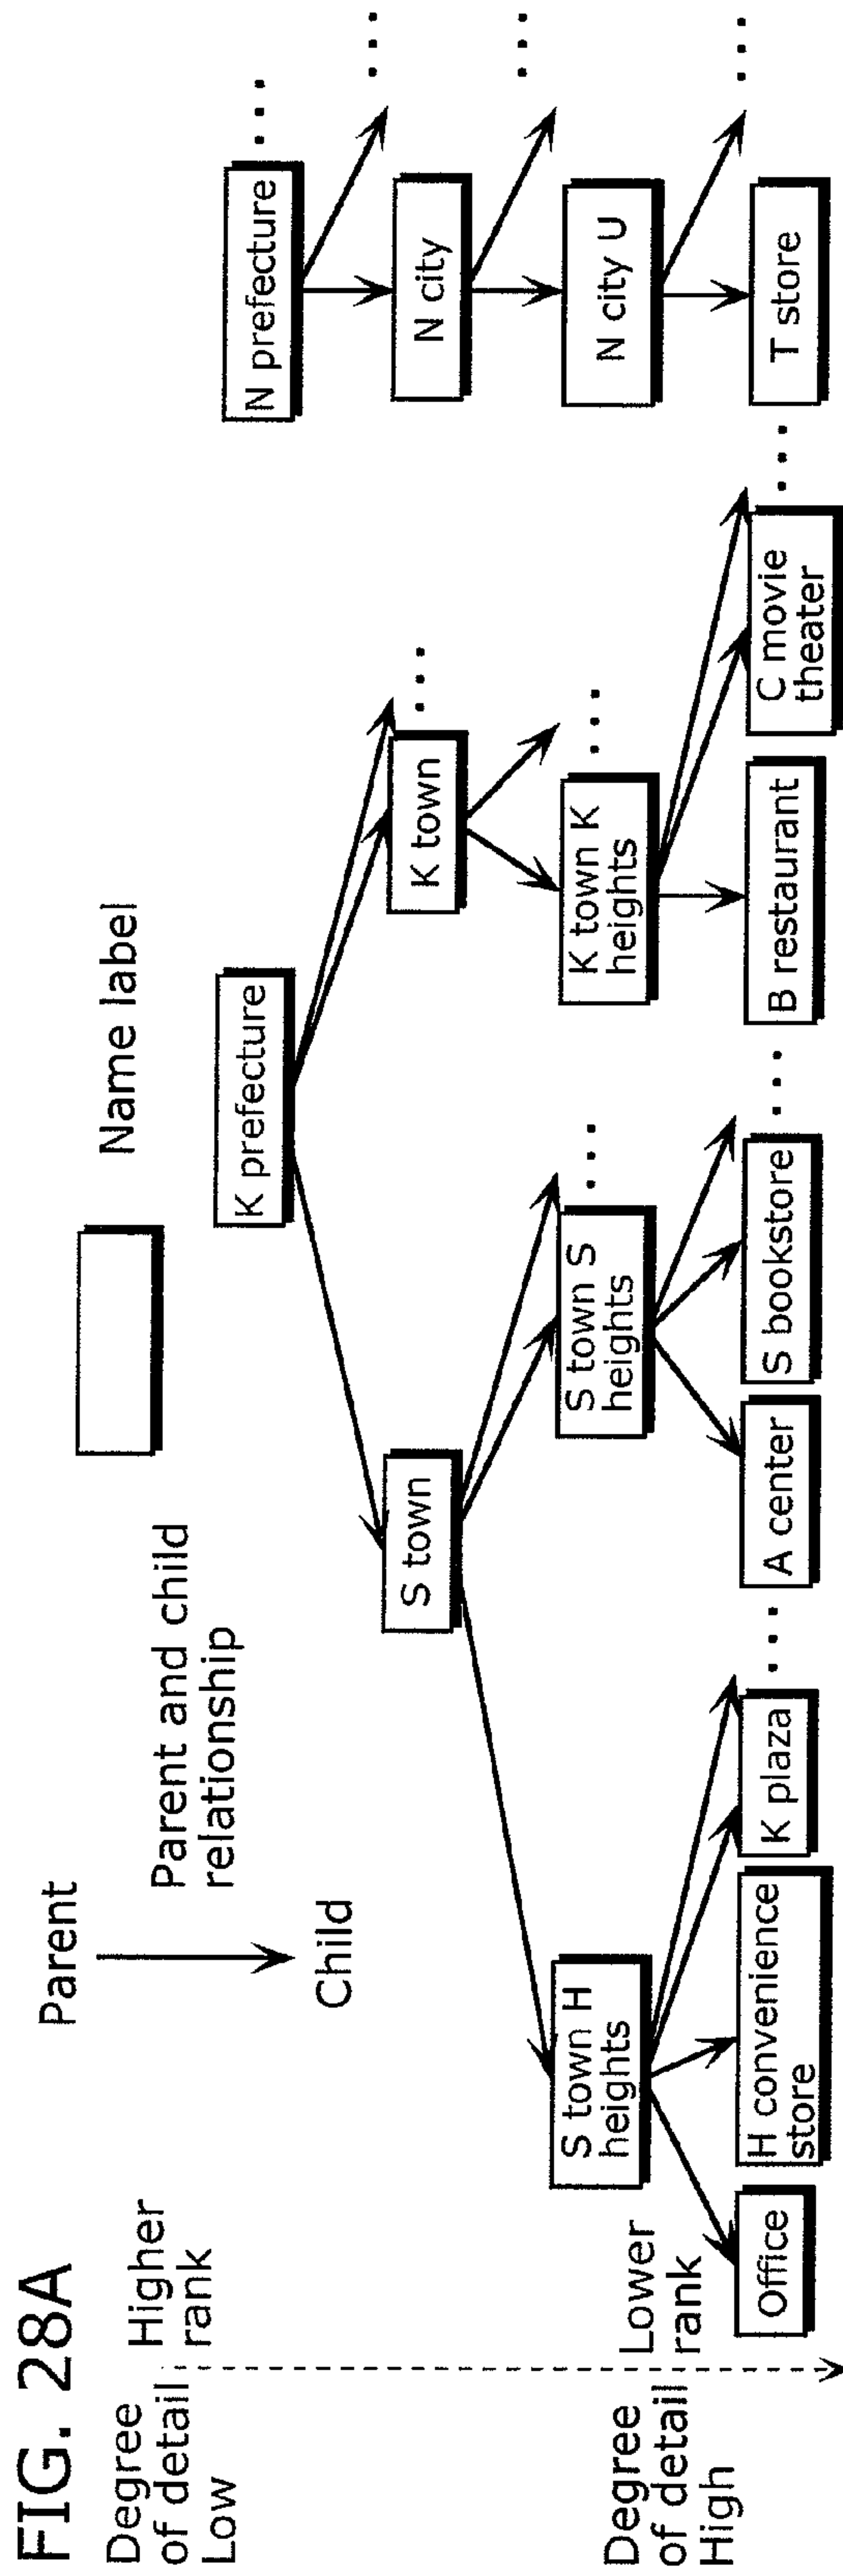 FIG. 28A
Degree
of detail
Low
Higher
rank
Parent
Child
Parent and child
relationship
Name label
K prefecture
N prefecture
...
S town
K town
...
N city
...
S town H
heights
S town S
heights
...
K town K
heights
...
N city U
...
Degree
of detail
High
Lower
rank
Office
H convenience
store
K plaza
...
A center
S bookstore
...
B restaurant
C movie
theater
...
T store
...